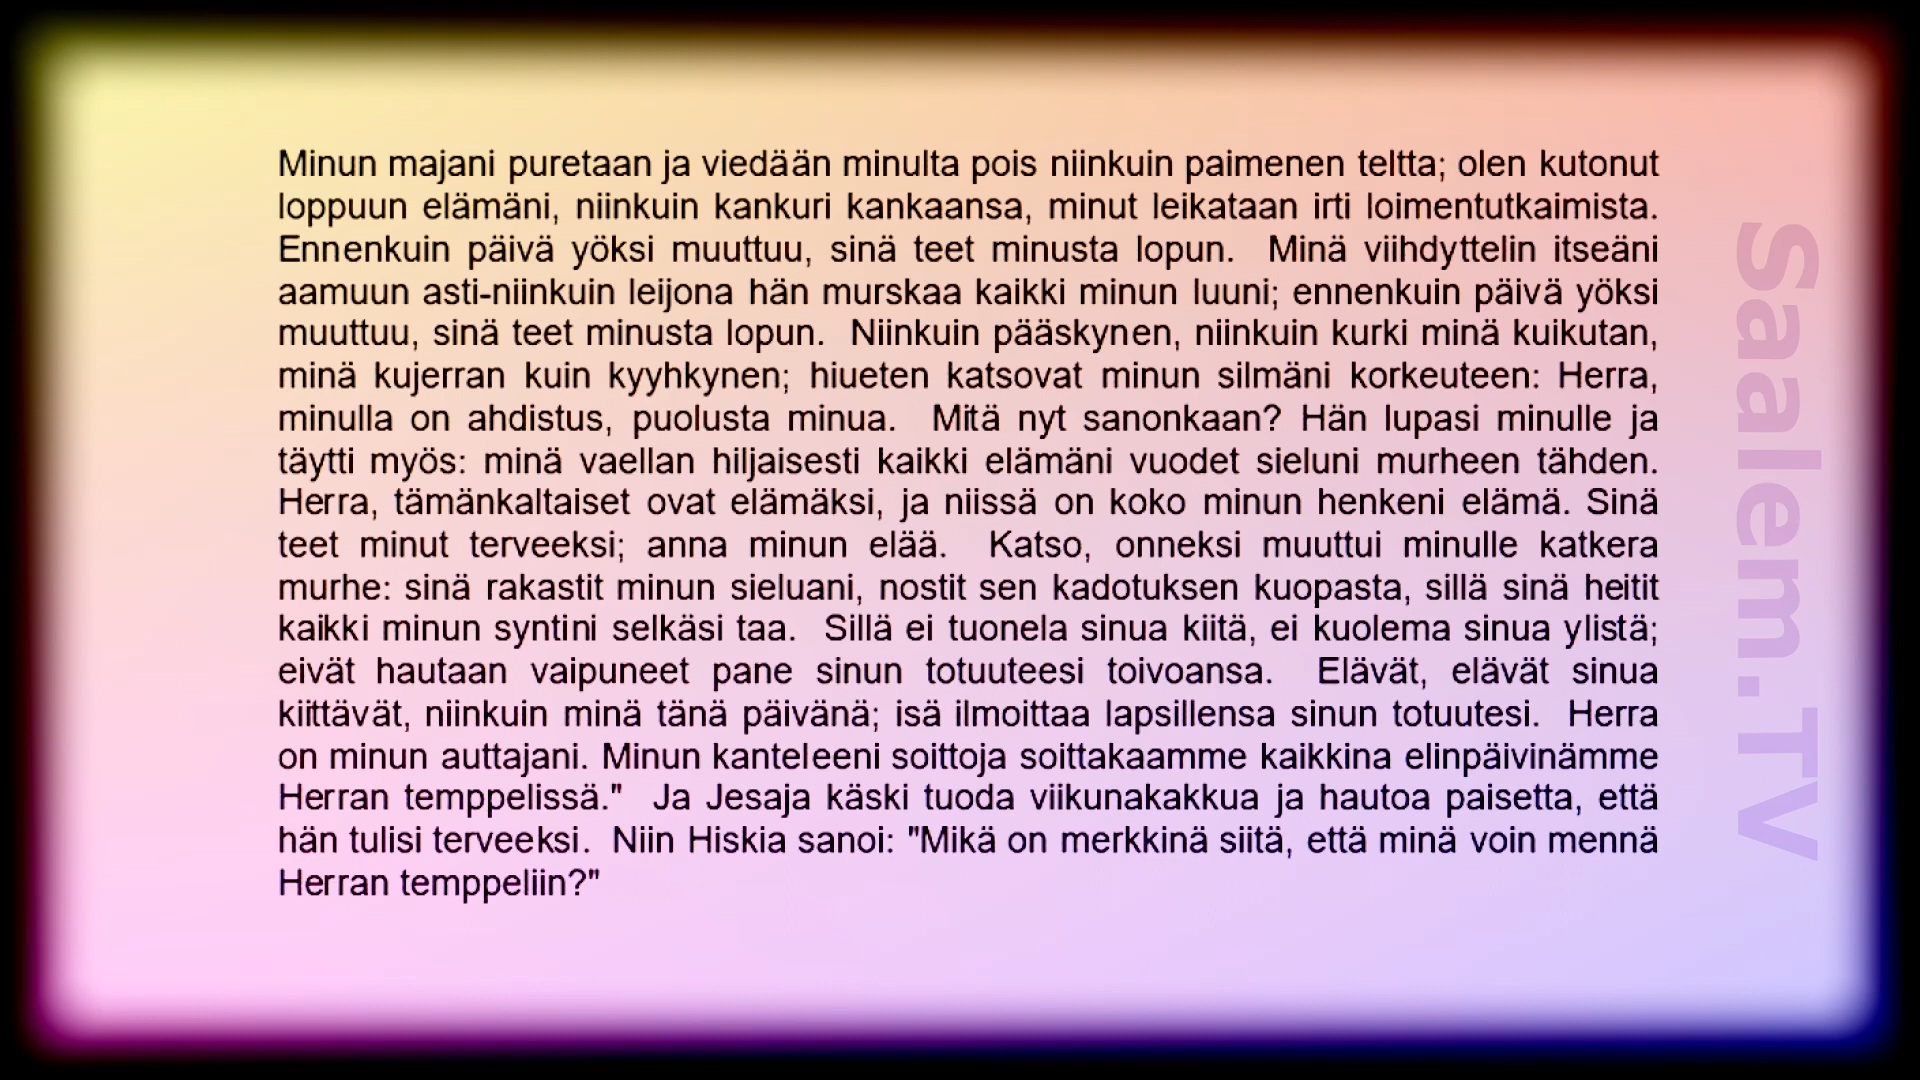 Minun majani puretaan ja viedään minulta pois niinkuin paimenen teltta; olen kutonut
loppuun elämäni, niinkuin kankuri kankaansa, minut leikataan irti loimentutkaimista.
Ennenkuin päivä yöksi muuttuu, sinä teet minusta lopun.  Minä viihdyttelin itseäni
aamuun asti-niinkuin leijona hän murskaa kaikki minun luuni; ennenkuin päivä yöksi
muuttuu, sinä teet minusta lopun.  Niinkuin pääskynen, niinkuin kurki minä kuikutan,
minä kujerran kuin kyyhkynen; hiueten katsovat minun silmäni korkeuteen: Herra,
minulla on ahdistus, puolusta minua.  Mitä nyt sanonkaan? Hän lupasi minulle ja
täytti myös: minä vaellan hiljaisesti kaikki elämäni vuodet sieluni murheen tähden.
Herra, tämänkaltaiset ovat elämäksi, ja niissä on koko minun henkeni elämä. Sinä
teet minut terveeksi; anna minun elää.  Katso, onneksi muuttui minulle katkera
murhe: sinä rakastit minun sieluani, nostit sen kadotuksen kuopasta, sillä sinä heitit
kaikki minun syntini selkäsi taa.  Sillä ei tuonela sinua kiitä, ei kuolema sinua ylistä;
eivät hautaan vaipuneet pane sinun totuuteesi toivoansa.  Elävät, elävät sinua
kiittävät, niinkuin minä tänä päivänä; isä ilmoittaa lapsillensa sinun totuutesi.  Herra
on minun auttajani. Minun kanteleeni soittoja soittakaamme kaikkina elinpäivinämme
Herran temppelissä."  Ja Jesaja käski tuoda viikunakakkua ja hautoa paisetta, että
hän tulisi terveeksi.  Niin Hiskia sanoi: "Mikä on merkkinä siitä, että minä voin mennä
Herran temppeliin?"
Saalem.TV